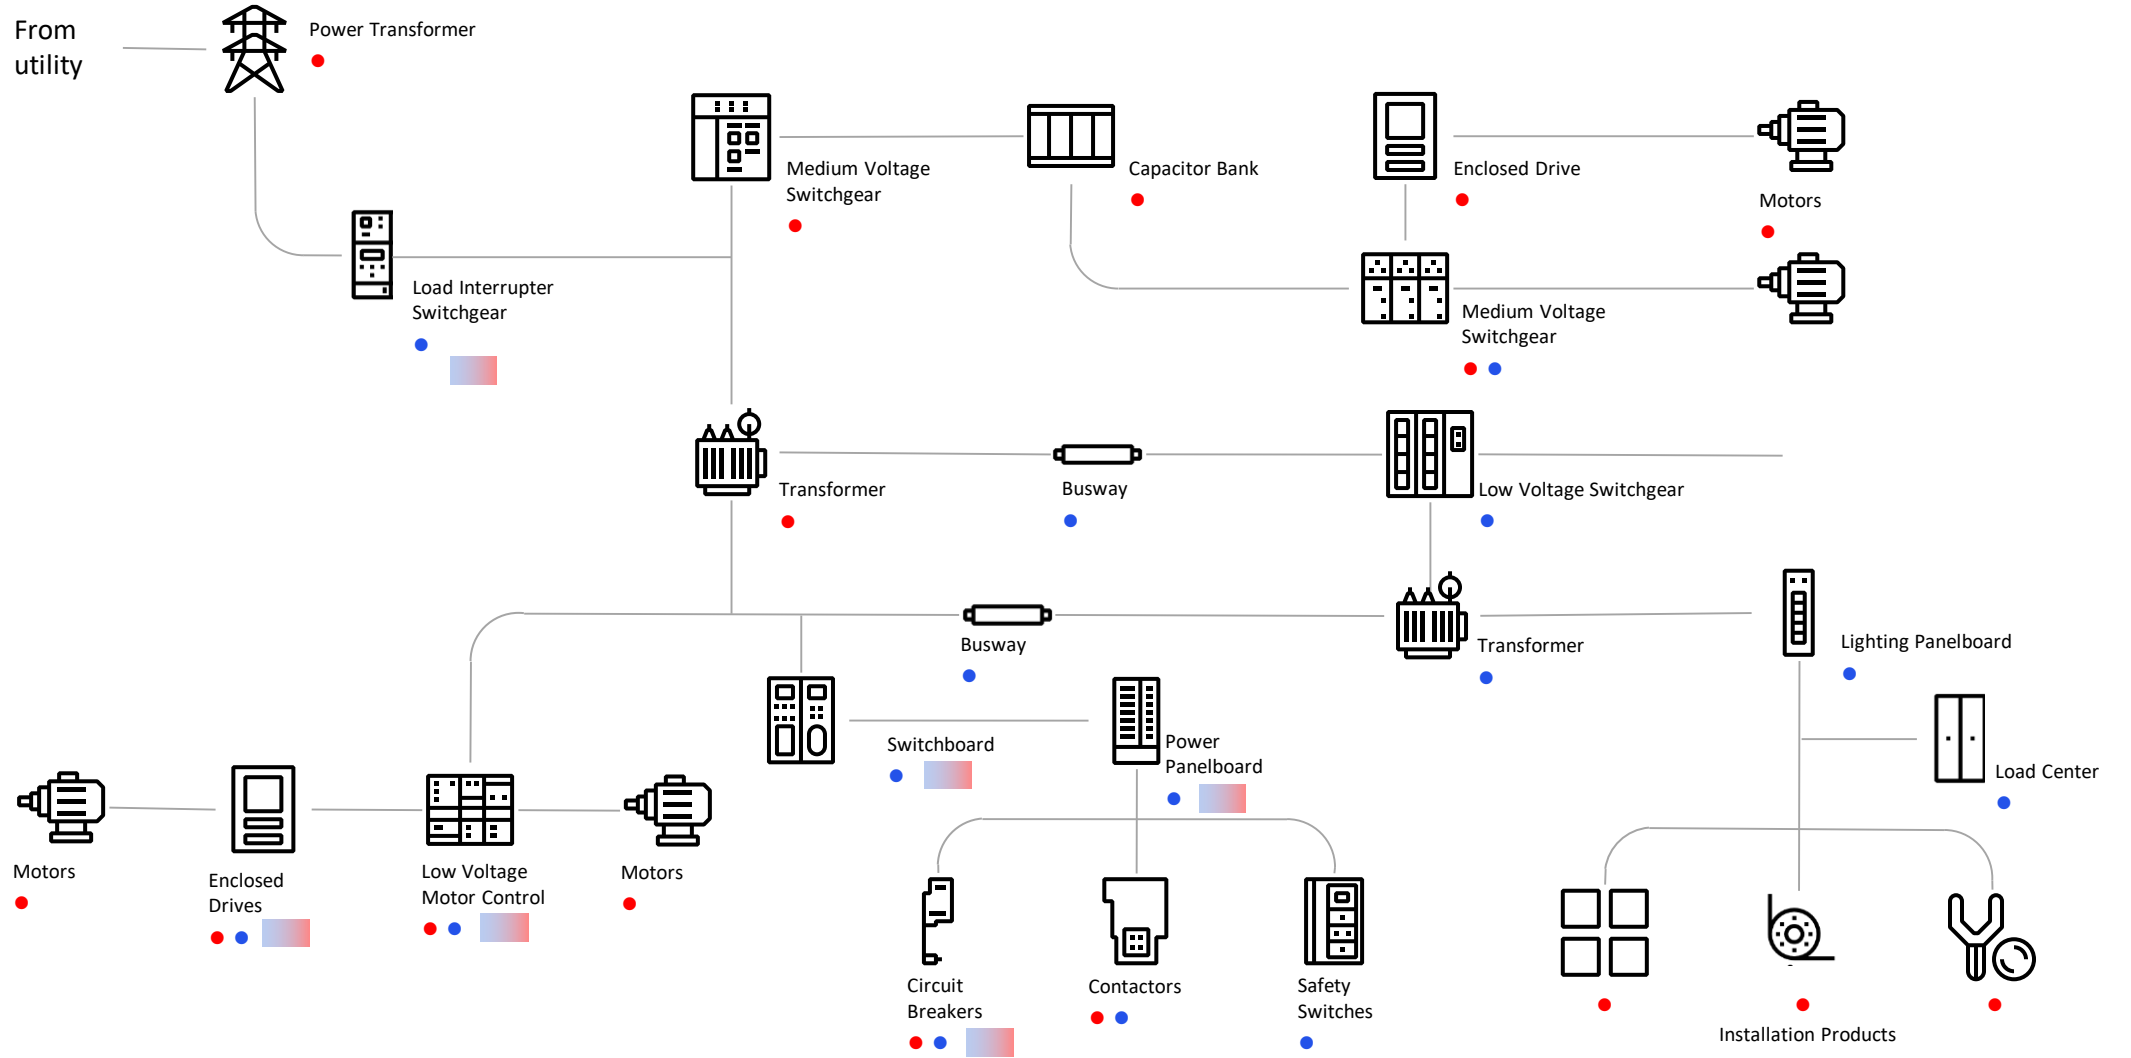 From
utility
Power Transformer
Medium Voltage
Switchgear
Capacitor Bank
Enclosed Drive
Motors
Load Interrupter
Switchgear
Medium Voltage
Switchgear
Transformer
Busway
Low Voltage Switchgear
Busway
Transformer
Lighting Panelboard
Switchboard
Power
Panelboard
Load Center
Motors
Enclosed
Drives
Low Voltage
Motor Control
Motors
Circuit
Breakers
Contactors
Safety
Switches
Installation Products